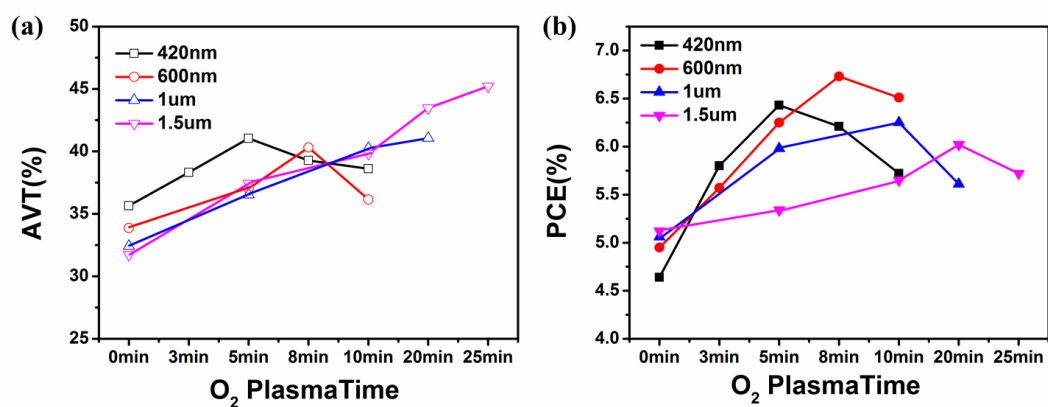 (a)
50
45
40
35
30
25
AVT(%)
420nm
600nm
1um
1.5um
0min 3min 5min 8min 10min 20min 25min
O2 PlasmaTime
(b)
7.0
6.5
6.0
5.5
5.0
4.5
4.0
PCE(%)
420nm
600nm
1um
1.5um
0min 3min 5min 8min 10min 20min 25min
O2 PlasmaTime